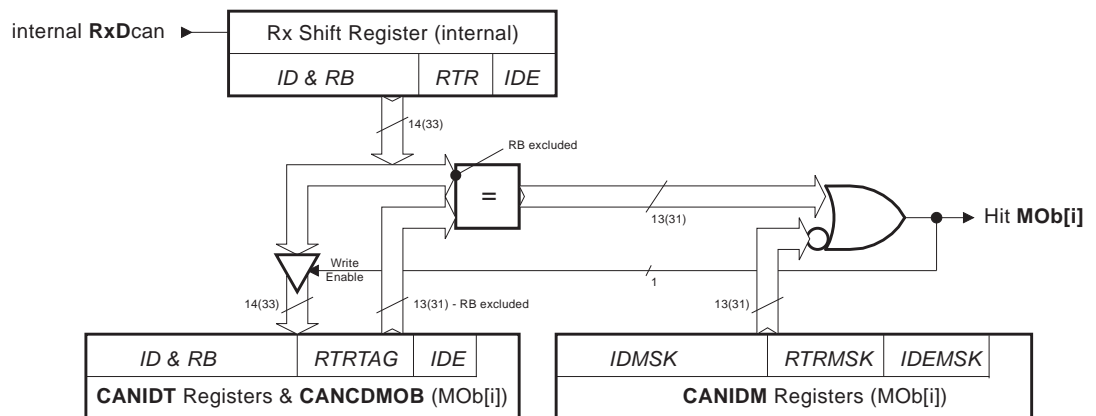 internal RxDcan
Rx Shift Register (internal)
ID & RB RTR IDE
14(33)
RB excluded
=
13(31)
Hit MOb[i]
Write
Enable
1
14(33)
13(31) - RB excluded
13(31)
ID & RB RTRTAG IDE
CANIDT Registers & CANCDMOB (MOb[i])
IDMSK RTRMSK IDEMSK
CANIDM Registers (MOb[i])